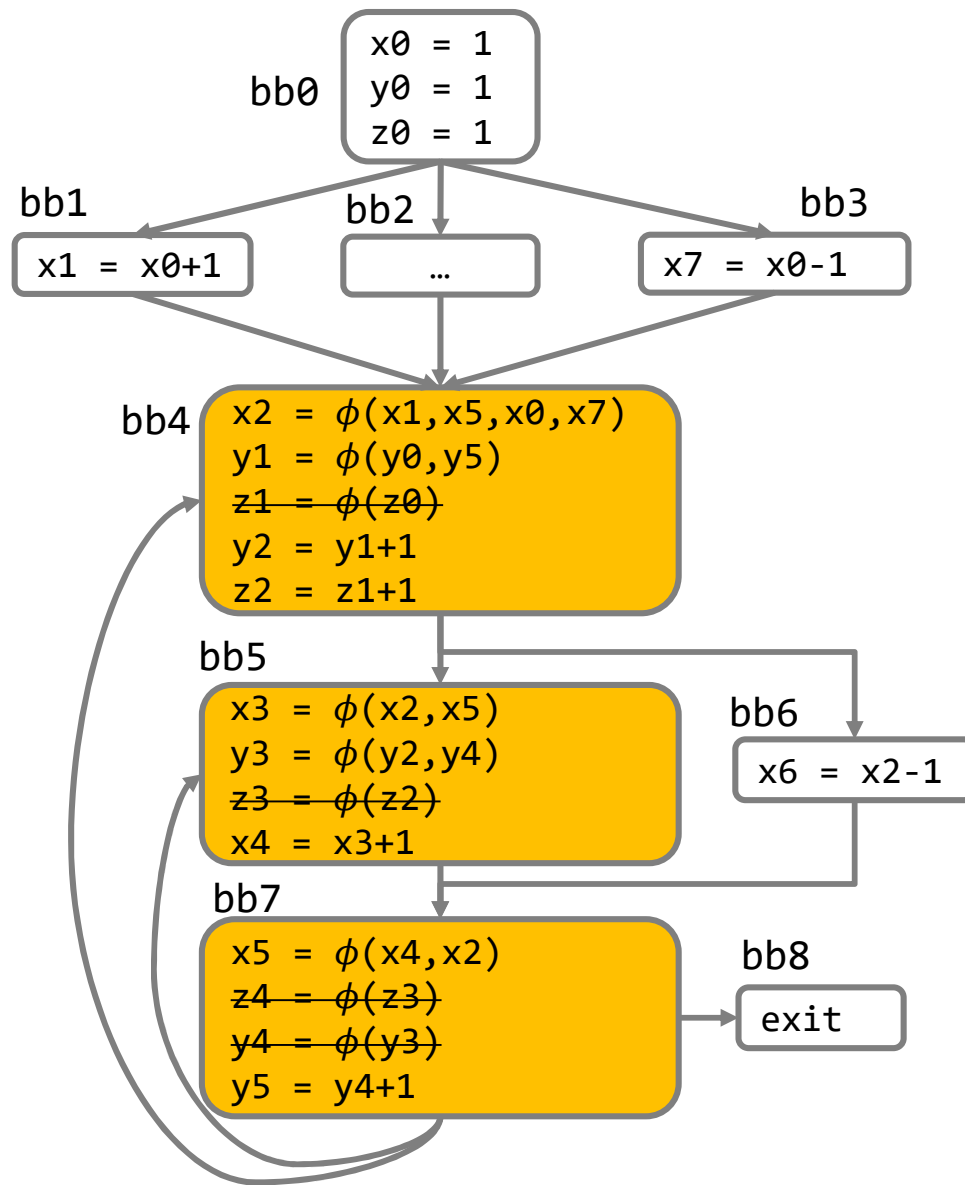 bb0
x0 = 1
y0 = 1
z0 = 1
bb1
x1 = x0+1
bb2
…
bb3
x7 = x0-1
bb4
x2 = ϕ(x1,x5,x0,x7)
y1 = ϕ(y0,y5)
z1 = ϕ(z0)
y2 = y1+1
z2 = z1+1
bb5
x3 = ϕ(x2,x5)
y3 = ϕ(y2,y4)
z3 = ϕ(z2)
x4 = x3+1
bb6
x6 = x2-1
bb7
x5 = ϕ(x4,x2)
z4 = ϕ(z3)
y4 = ϕ(y3)
y5 = y4+1
bb8
exit